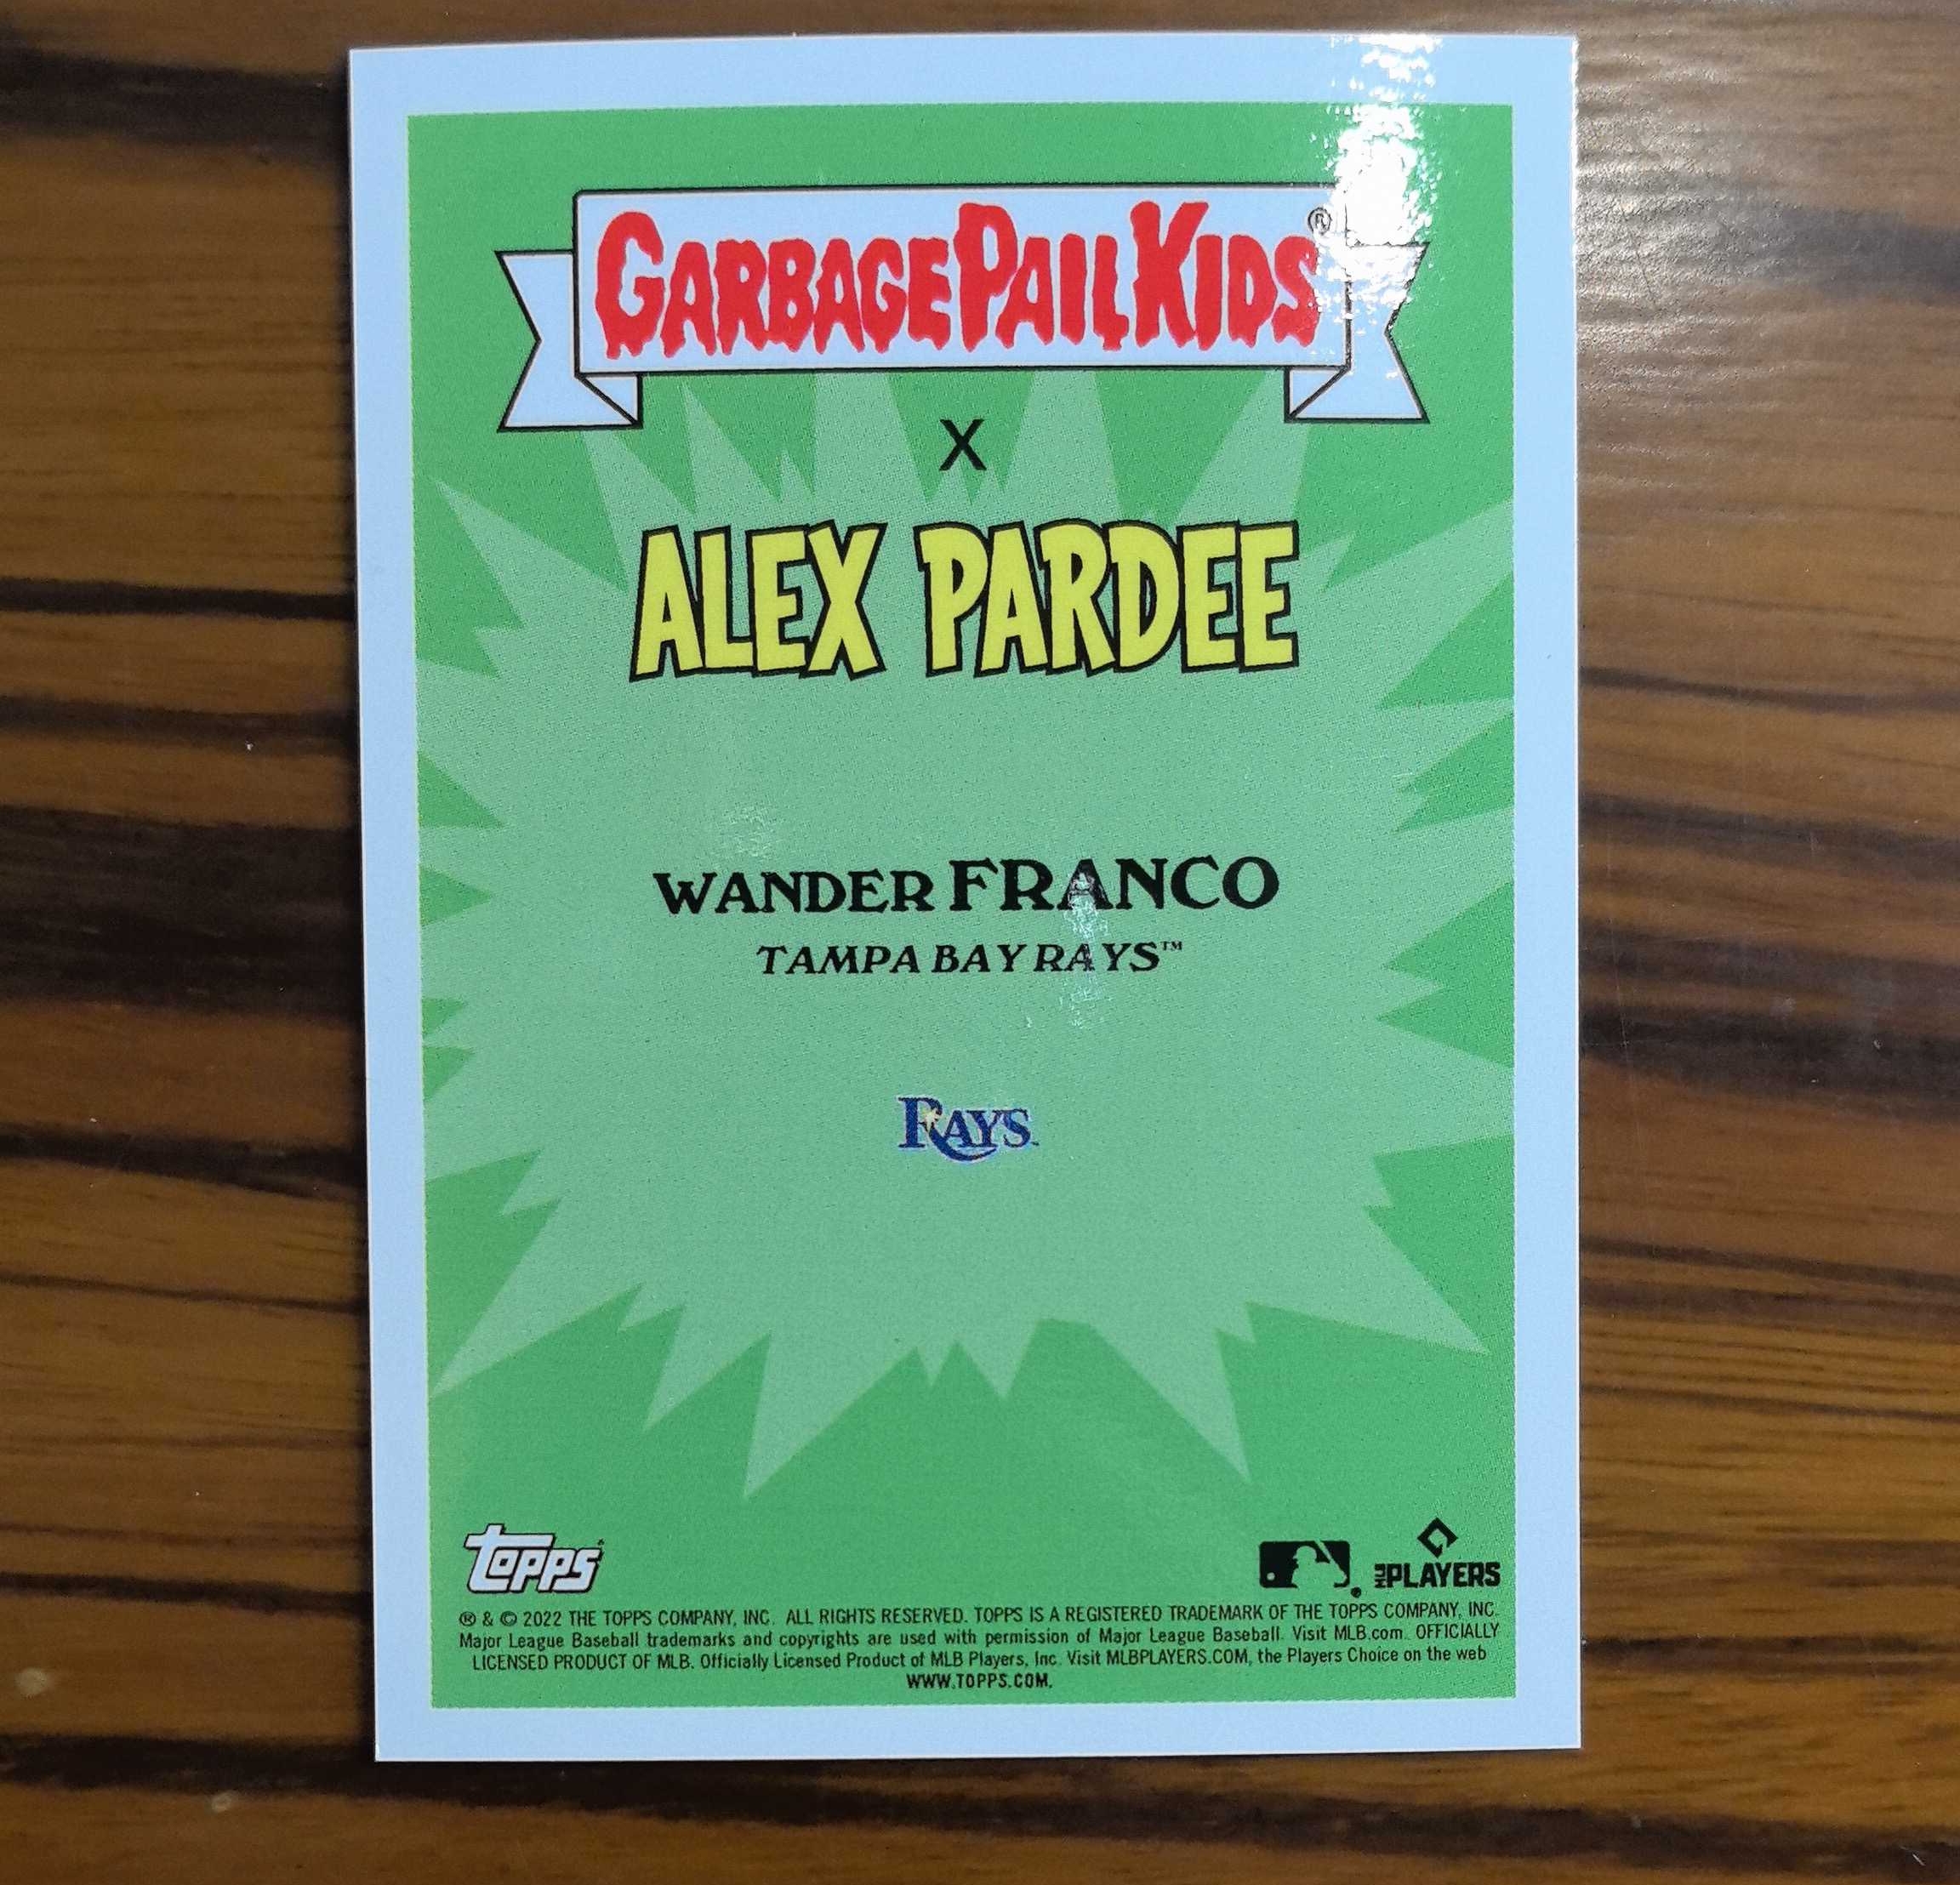 GARBAGE PAIL KIDS®
X
ALEX PARDEE
WANDER FRANCO
TAMPA BAY RAYS™
RAYS™
topps®
MLB PLAYERS
® & © 2022 THE TOPPS COMPANY, INC. ALL RIGHTS RESERVED. TOPPS IS A REGISTERED TRADEMARK OF THE TOPPS COMPANY, INC.
Major League Baseball trademarks and copyrights are used with permission of Major League Baseball. Visit MLB.com. OFFICIALLY
LICENSED PRODUCT OF MLB. Officially Licensed Product of MLB Players, Inc. Visit MLBPLAYERS.COM, the Players Choice on the web
WWW.TOPPS.COM.